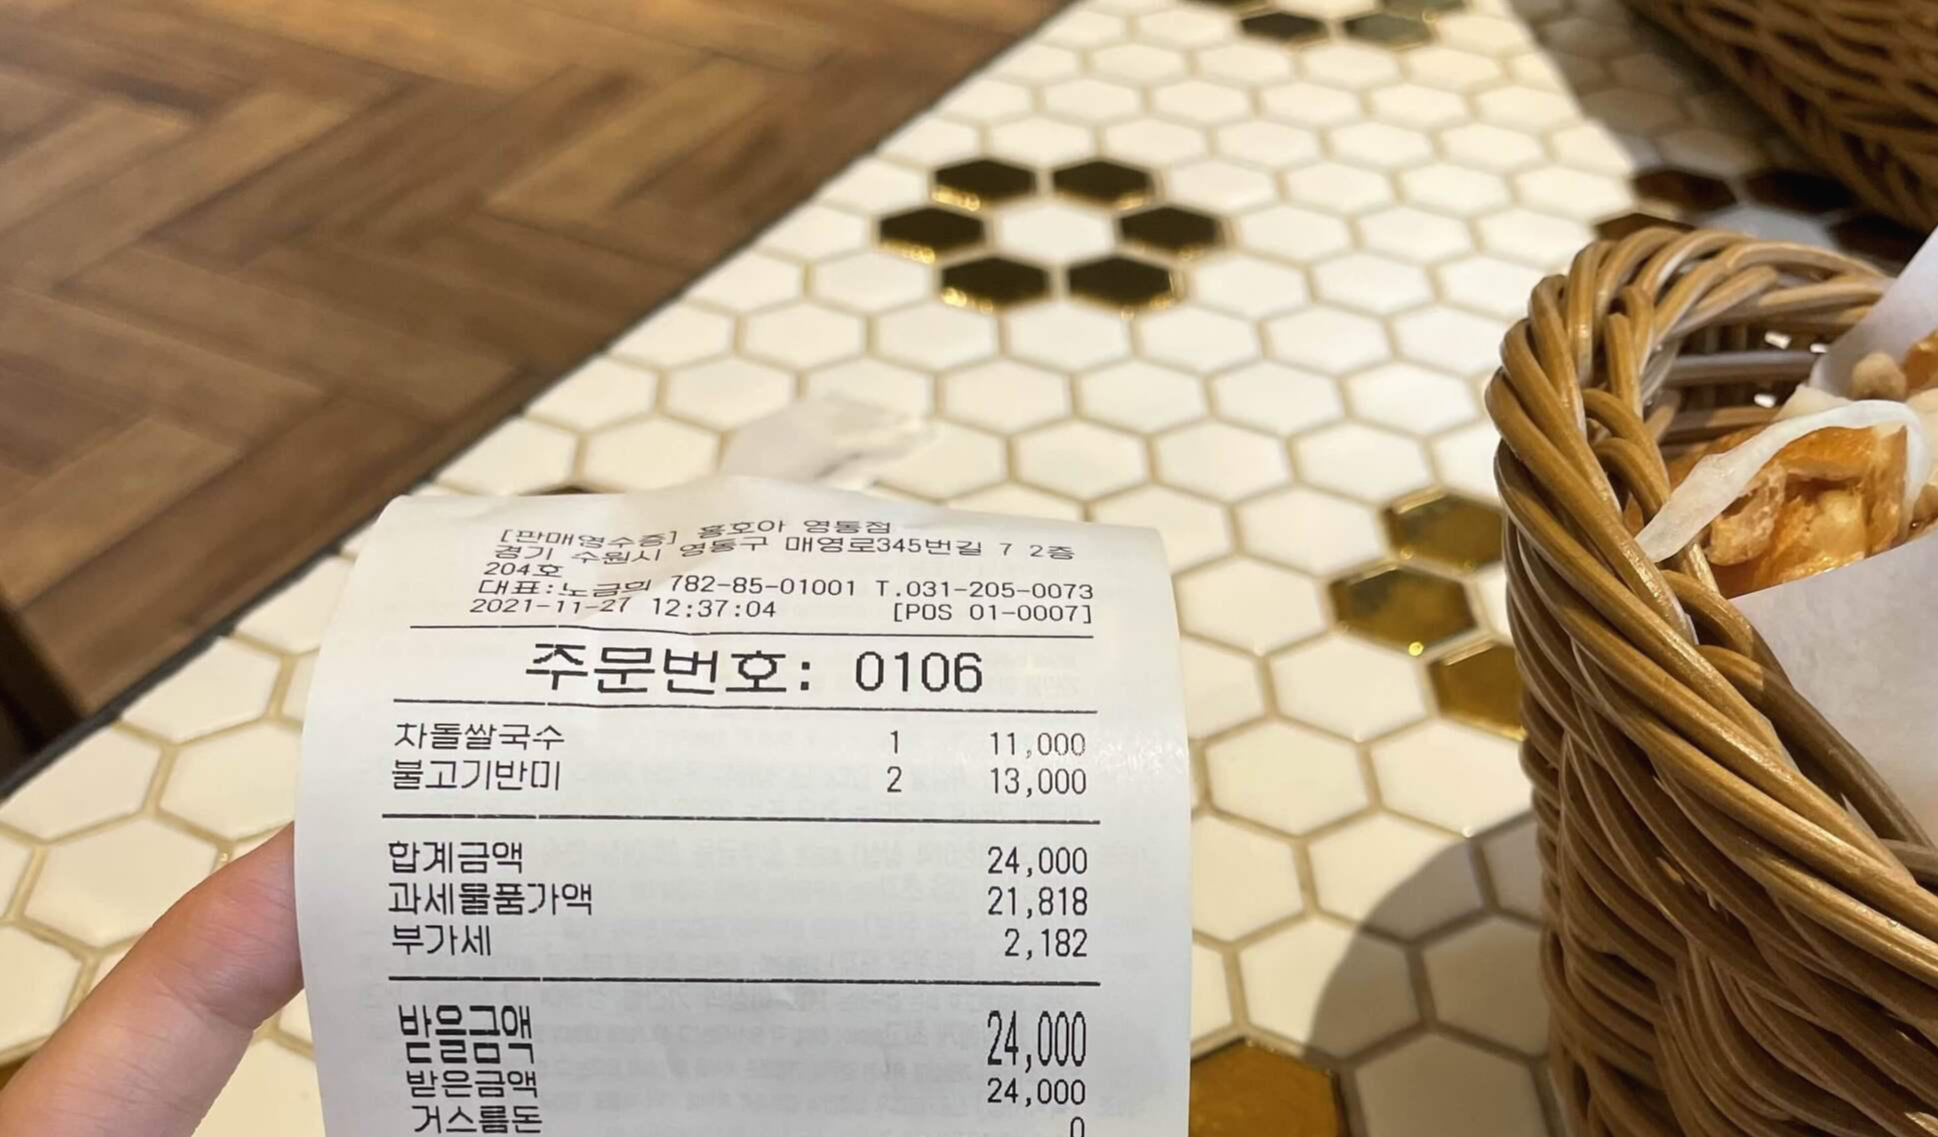 [판매영수증] 흥호아 영통점
경기 수원시 영통구 매영로345번길 7 2층
204호
대표:노금희 782-85-01001 T.031-205-0073
2021-11-27 12:37:04 [POS 01-0007]
주문번호: 0106
차돌쌀국수 1 11,000
불고기반미 2 13,000
합계금액 24,000
과세물품가액 21,818
부가세 2,182
받을금액 24,000
받은금액 24,000
거스름돈 0